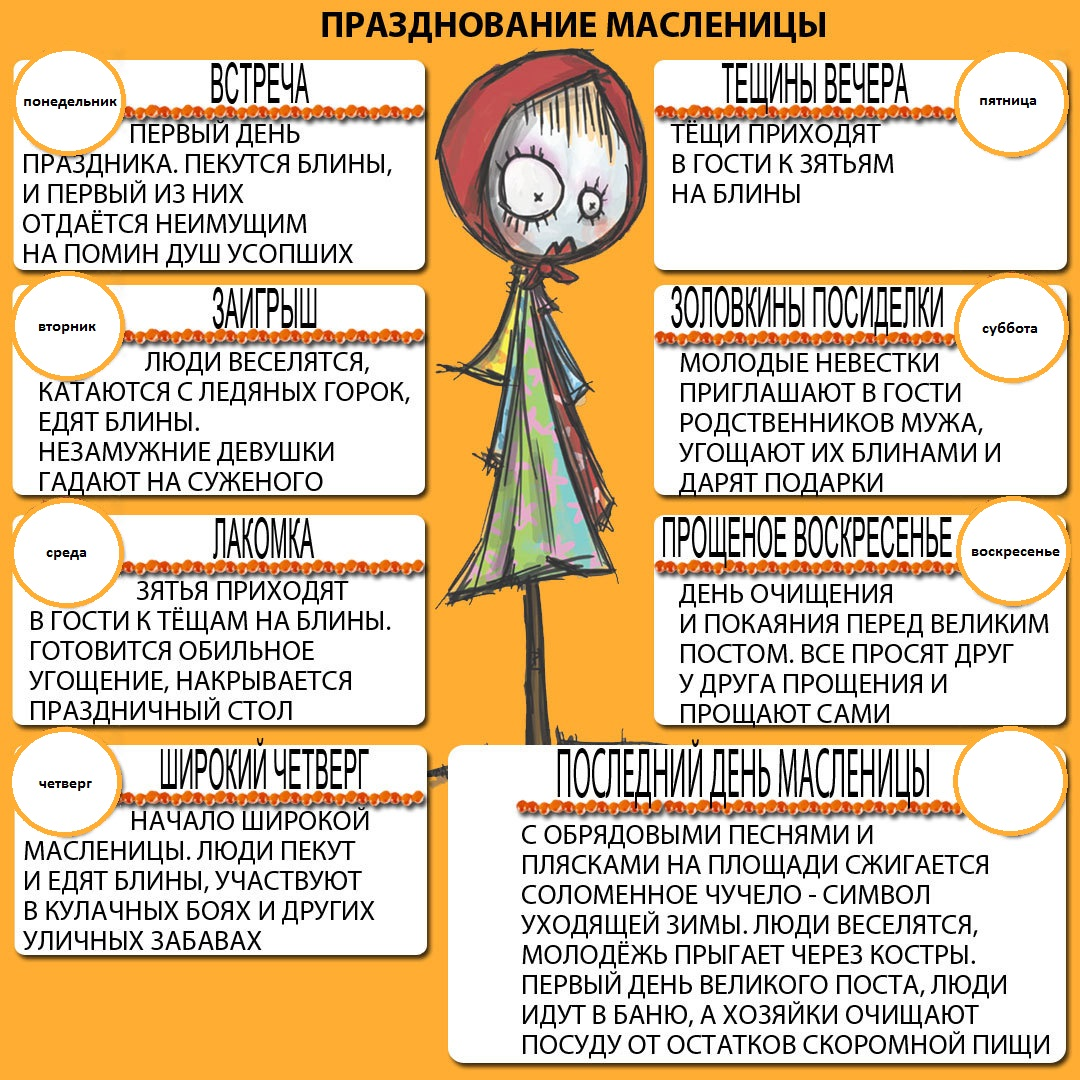 ПРАЗДНОВАНИЕ МАСЛЕНИЦЫ
понедельник
ВСТРЕЧА
ПЕРВЫЙ ДЕНЬ
ПРАЗДНИКА. ПЕКУТСЯ БЛИНЫ,
И ПЕРВЫЙ ИЗ НИХ
ОТДАЁТСЯ НЕИМУЩИМ
НА ПОМИН ДУШ УСОПШИХ
вторник
ЗАИГРЫШ
ЛЮДИ ВЕСЕЛЯТСЯ,
КАТАЮТСЯ С ЛЕДЯНЫХ ГОРОК,
ЕДЯТ БЛИНЫ.
НЕЗАМУЖНИЕ ДЕВУШКИ
ГАДАЮТ НА СУЖЕНОГО
среда
ЛАКОМКА
ЗЯТЬЯ ПРИХОДЯТ
В ГОСТИ К ТЁЩАМ НА БЛИНЫ.
ГОТОВИТСЯ ОБИЛЬНОЕ
УГОЩЕНИЕ, НАКРЫВАЕТСЯ
ПРАЗДНИЧНЫЙ СТОЛ
четверг
ШИРОКИЙ ЧЕТВЕРГ
НАЧАЛО ШИРОКОЙ
МАСЛЕНИЦЫ. ЛЮДИ ПЕКУТ
И ЕДЯТ БЛИНЫ, УЧАСТВУЮТ
В КУЛАЧНЫХ БОЯХ И ДРУГИХ
УЛИЧНЫХ ЗАБАВАХ
ТЕЩИНЫ ВЕЧЕРА
пятница
ТЁЩИ ПРИХОДЯТ
В ГОСТИ К ЗЯТЬЯМ
НА БЛИНЫ
ЗОЛОВКИНЫ ПОСИДЕЛКИ
суббота
МОЛОДЫЕ НЕВЕСТКИ
ПРИГЛАШАЮТ В ГОСТИ
РОДСТВЕННИКОВ МУЖА,
УГОЩАЮТ ИХ БЛИНАМИ И
ДАРЯТ ПОДАРКИ
ПРОЩЕНОЕ ВОСКРЕСЕНЬЕ
воскресенье
ДЕНЬ ОЧИЩЕНИЯ
И ПОКАЯНИЯ ПЕРЕД ВЕЛИКИМ
ПОСТОМ. ВСЕ ПРОСЯТ ДРУГ
У ДРУГА ПРОЩЕНИЯ И
ПРОЩАЮТ САМИ
ПОСЛЕДНИЙ ДЕНЬ МАСЛЕНИЦЫ
С ОБРЯДОВЫМИ ПЕСНЯМИ И
ПЛЯСКАМИ НА ПЛОЩАДИ СЖИГАЕТСЯ
СОЛОМЕННОЕ ЧУЧЕЛО - СИМВОЛ
УХОДЯЩЕЙ ЗИМЫ. ЛЮДИ ВЕСЕЛЯТСЯ,
МОЛОДЁЖЬ ПРЫГАЕТ ЧЕРЕЗ КОСТРЫ.
ПЕРВЫЙ ДЕНЬ ВЕЛИКОГО ПОСТА, ЛЮДИ
ИДУТ В БАНЮ, А ХОЗЯЙКИ ОЧИЩАЮТ
ПОСУДУ ОТ ОСТАТКОВ СКОРОМНОЙ ПИЩИ